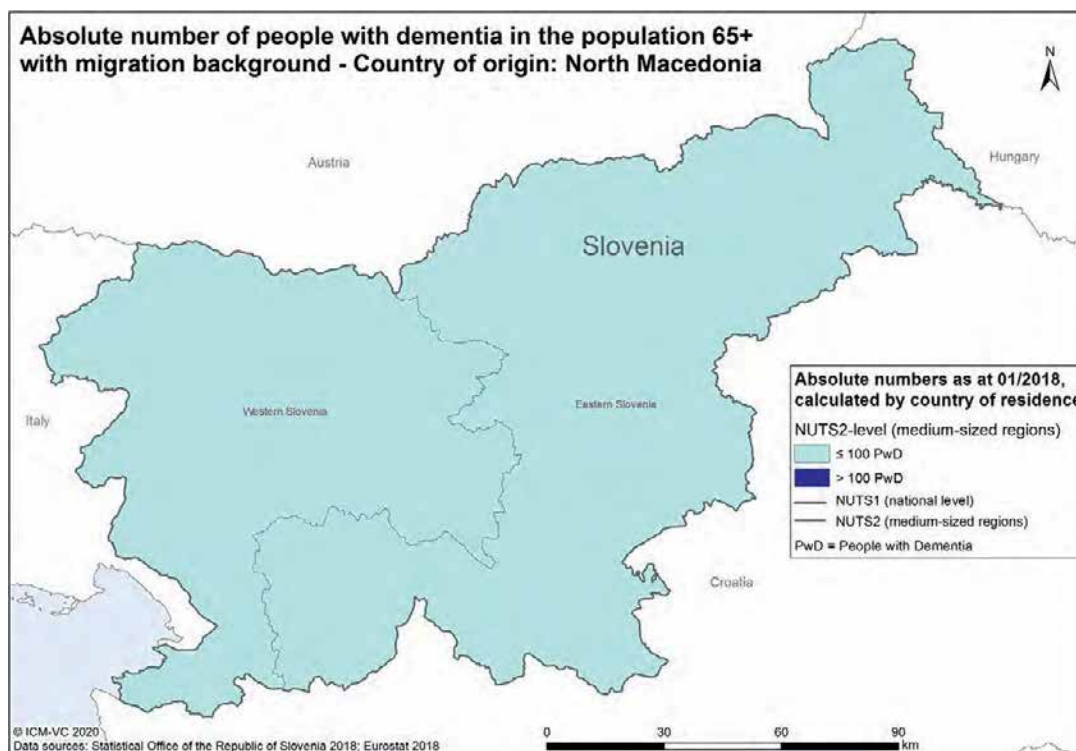 Absolute number of people with dementia in the population 65+
with migration background - Country of origin: North Macedonia
N
Austria
Hungary
Slovenia
Western Slovenia
Eastern Slovenia
Italy
Croatia
Absolute numbers as at 01/2018,
calculated by country of residence
NUTS2-level (medium-sized regions)
≤ 100 PwD
> 100 PwD
NUTS1 (national level)
NUTS2 (medium-sized regions)
PwD = People with Dementia
© ICM-VC 2020
Data sources: Statistical Office of the Republic of Slovenia 2018; Eurostat 2018
0 30 60 90
km